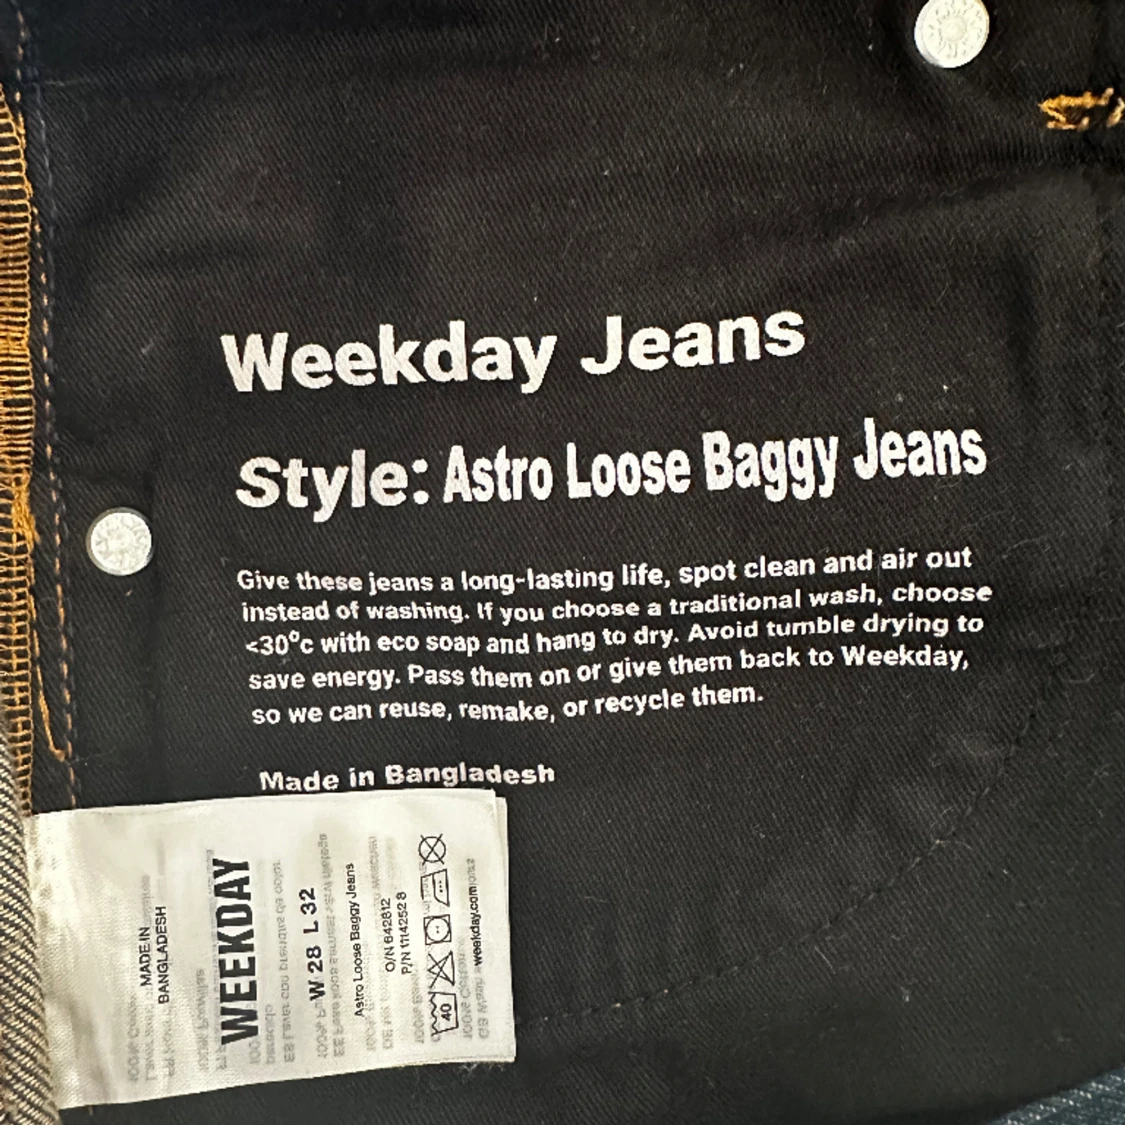 Weekday Jeans
Style: Astro Loose Baggy Jeans
Give these jeans a long-lasting life, spot clean and air out
instead of washing. If you choose a traditional wash, choose
<30°c with eco soap and hang to dry. Avoid tumble drying to
save energy. Pass them on or give them back to Weekday,
so we can reuse, remake, or recycle them.
Made in Bangladesh
MADE IN
BANGLADESH
WEEKDAY
W 28 L 32
Astro Loose Baggy Jeans
O/N 642812
P/N 1114252 8
40
weekday.com